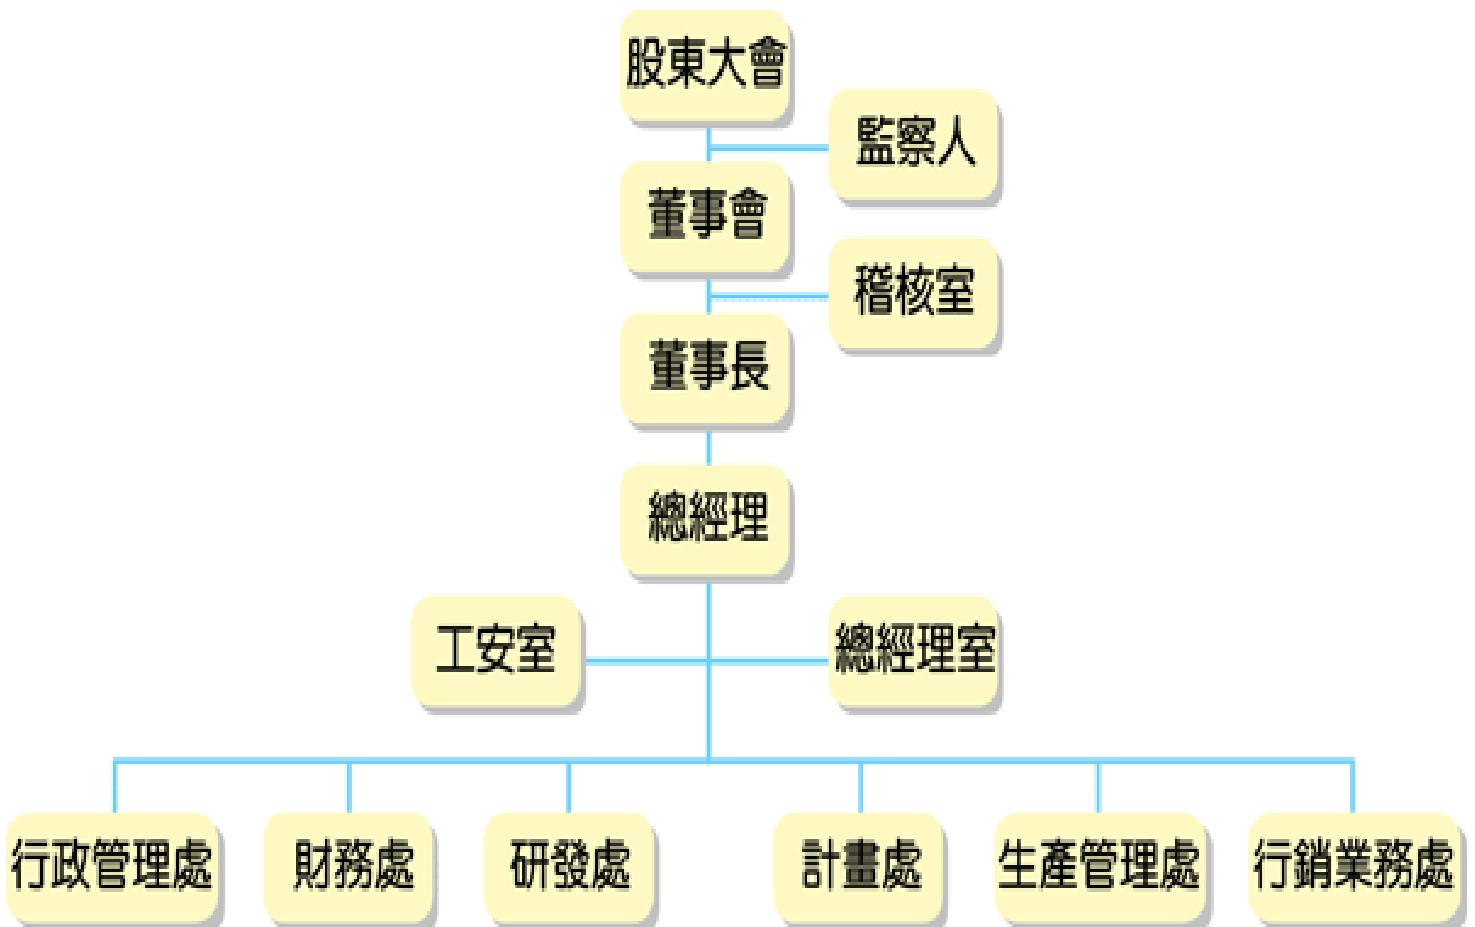 股東大會
監察人
董事會
稽核室
董事長
總經理
工安室
總經理室
行政管理處
財務處
研發處
計畫處
生產管理處
行銷業務處